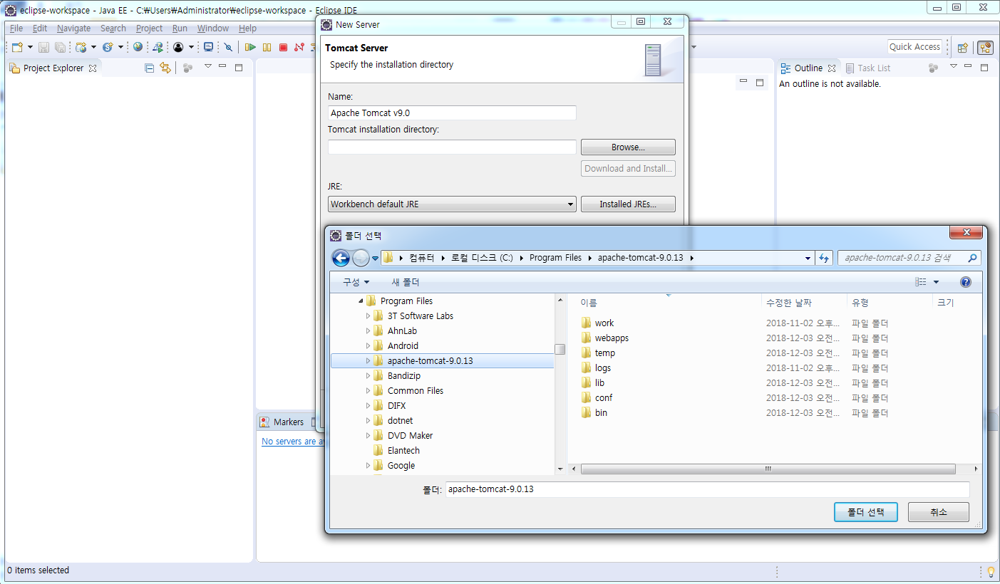 eclipse-workspace - Java EE - C:₩Users₩Administrator₩eclipse-workspace - Eclipse IDE
File Edit Navigate Search Project Run Window Help
Quick Access
Project Explorer
Outline
Task List
An outline is not available.
New Server
Tomcat Server
Specify the installation directory
Name:
Apache Tomcat v9.0
Tomcat installation directory:
Browse...
Download and Install...
JRE:
Workbench default JRE
Installed JREs...
폴더 선택
컴퓨터 로컬 디스크 (C:) Program Files apache-tomcat-9.0.13
apache-tomcat-9.0.13 검색
구성 새 폴더
Program Files
3T Software Labs
AhnLab
Android
apache-tomcat-9.0.13
Bandizip
Common Files
DIFX
dotnet
DVD Maker
Elantech
Google
이름 수정한 날짜 유형 크기
work 2018-11-02 오후... 파일 폴더
webapps 2018-12-03 오전... 파일 폴더
temp 2018-12-03 오전... 파일 폴더
logs 2018-11-02 오후... 파일 폴더
lib 2018-12-03 오전... 파일 폴더
conf 2018-12-03 오전... 파일 폴더
bin 2018-12-03 오전... 파일 폴더
폴더: apache-tomcat-9.0.13
폴더 선택 취소
Markers
No servers are
0 items selected